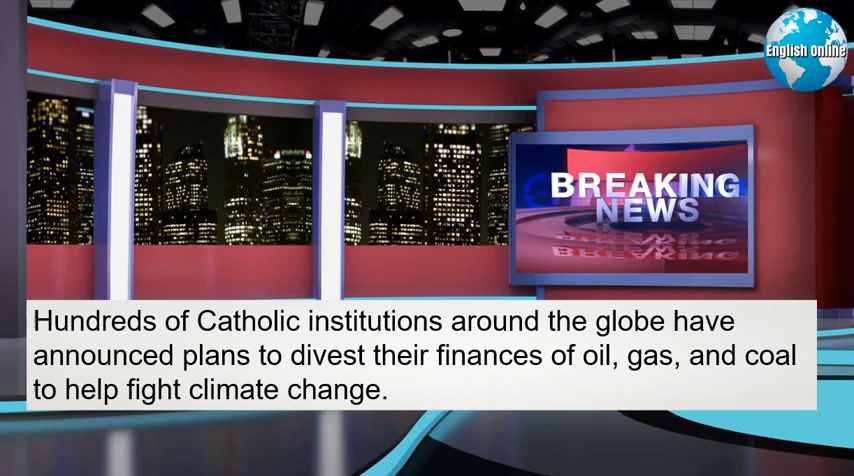 English Online
BREAKING
NEWS
Hundreds of Catholic institutions around the globe have
announced plans to divest their finances of oil, gas, and coal
to help fight climate change.